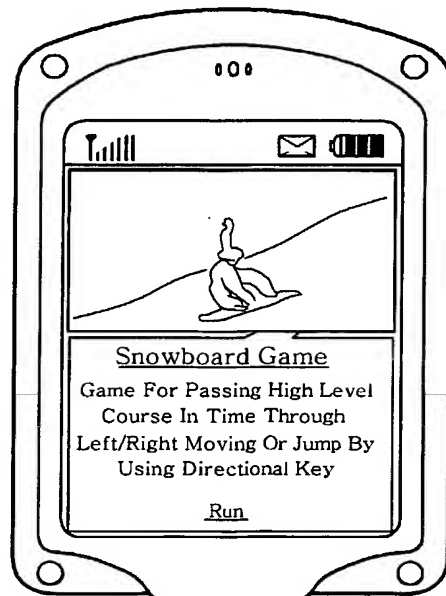 Snowboard Game
Game For Passing High Level
Course In Time Through
Left/Right Moving Or Jump By
Using Directional Key
Run